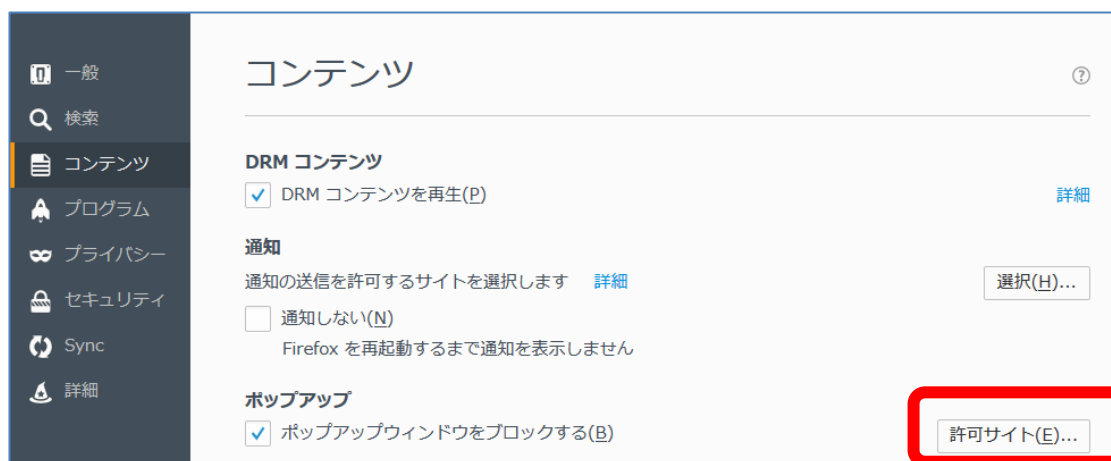 一般
検索
コンテンツ
プログラム
プライバシー
セキュリティ
Sync
詳細
コンテンツ
?
DRM コンテンツ
DRM コンテンツを再生(P)
詳細
通知
通知の送信を許可するサイトを選択します 詳細
選択(H)...
通知しない(N)
Firefox を再起動するまで通知を表示しません
ポップアップ
ポップアップウィンドウをブロックする(B)
許可サイト(E)...